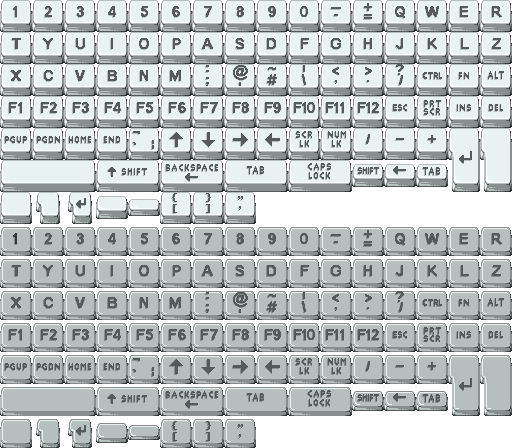 1 2 3 4 5 6 7 8 9 0 - + = Q W E R
T Y U I O P A S D F G H J K L Z
X C V B N M : ; @ ' ~ # | \ < , > . ? / CTRL FN ALT
F1 F2 F3 F4 F5 F6 F7 F8 F9 F10 F11 F12 ESC PRT SCR INS DEL
PGUP PGDN HOME END ↑ ↓ → ← SCR LK NUM LK / - + ↵
↑ SHIFT BACKSPACE ← TAB CAPS LOCK SHIFT ← TAB
↵ { [ } ] " ,
1 2 3 4 5 6 7 8 9 0 - + = Q W E R
T Y U I O P A S D F G H J K L Z
X C V B N M : ; @ ' ~ # | \ < , > . ? / CTRL FN ALT
F1 F2 F3 F4 F5 F6 F7 F8 F9 F10 F11 F12 ESC PRT SCR INS DEL
PGUP PGDN HOME END ↑ ↓ → ← SCR LK NUM LK / - + ↵
↑ SHIFT BACKSPACE ← TAB CAPS LOCK SHIFT ← TAB
↵ { [ } ] " ,